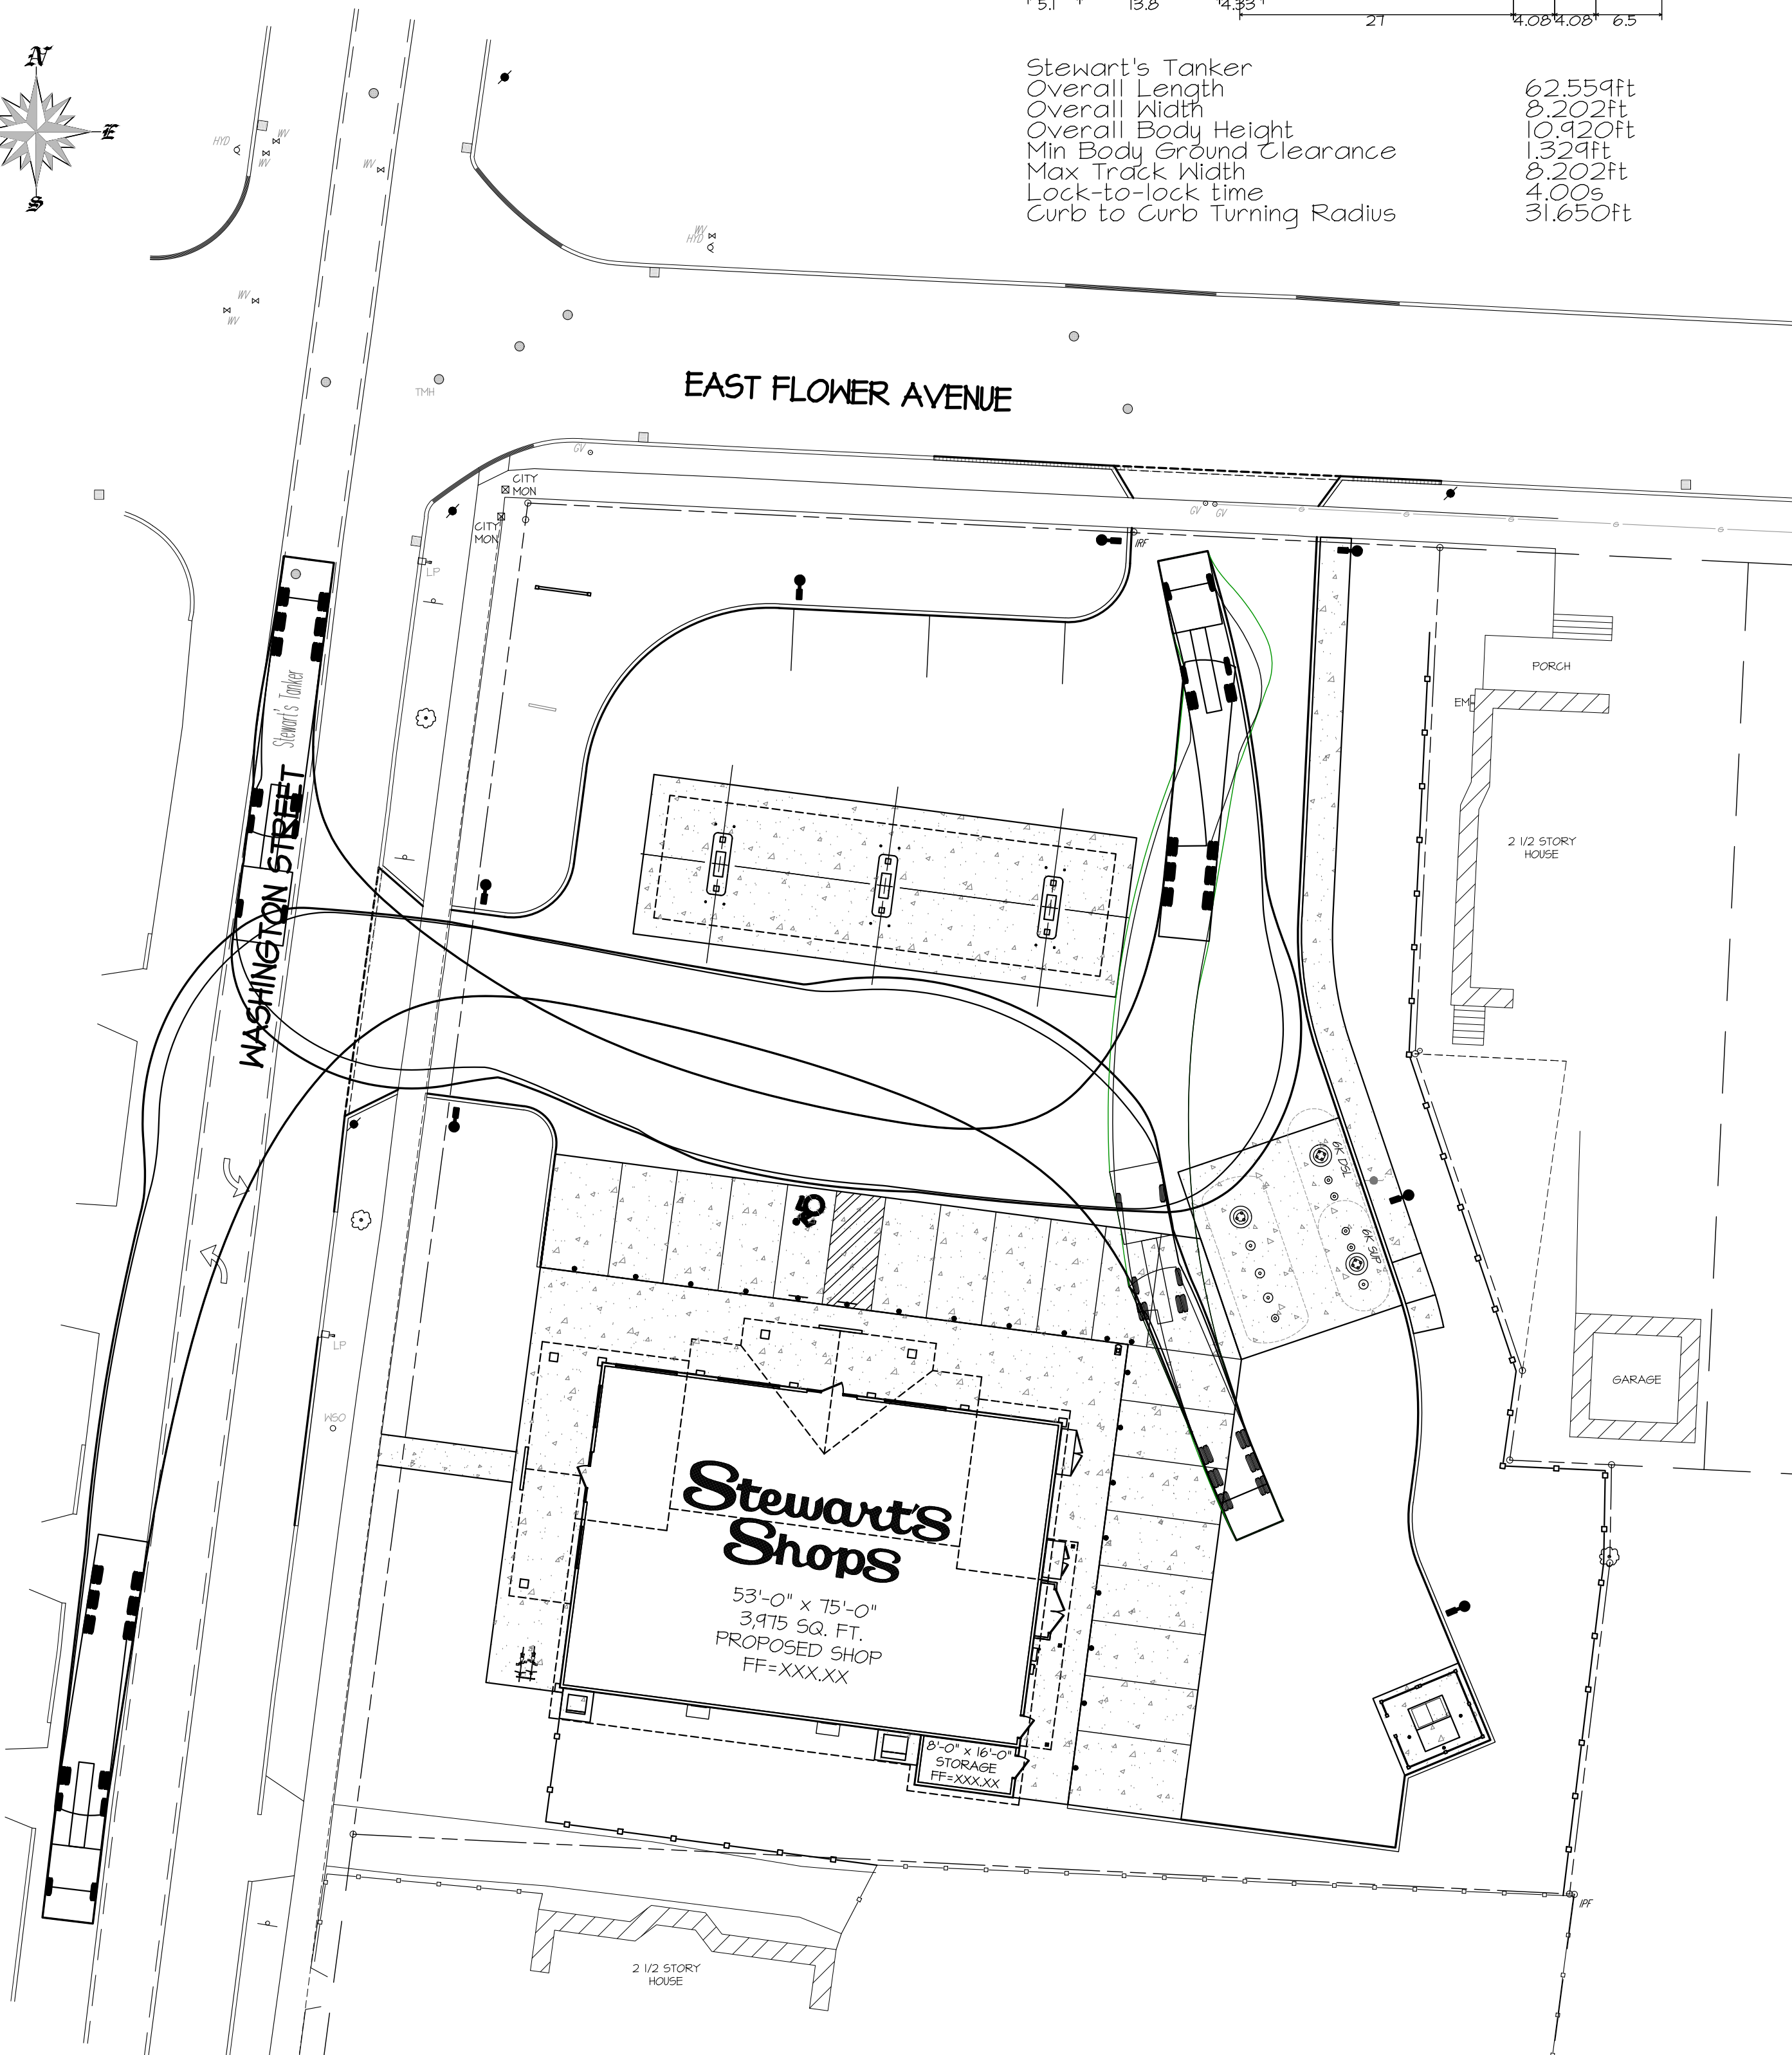 5.1 13.8 4.33
27 4.08 4.08 6.5
Stewart's Tanker
Overall Length 62.559ft
Overall Width 8.202ft
Overall Body Height 10.920ft
Min Body Ground Clearance 1.329ft
Max Track Width 8.202ft
Lock-to-lock time 4.00s
Curb to Curb Turning Radius 31.650ft
N
E
S
HYD
WV
WV
WV
WV
HYD
WV
WV
TMH
EAST FLOWER AVENUE
GV
CITY
MON
CITY
MON
GV
GV
G
G
G
G
G
IRF
LP
Stewart's Tanker
WASHINGTON STREET
PORCH
EM
2 1/2 STORY
HOUSE
6K DSL
6K SUP
LP
WSO
GARAGE
Stewart's
Shops
53'-0" x 75'-0"
3,975 SQ. FT.
PROPOSED SHOP
FF=XXX.XX
8'-0" x 16'-0"
STORAGE
FF=XXX.XX
IPF
2 1/2 STORY
HOUSE